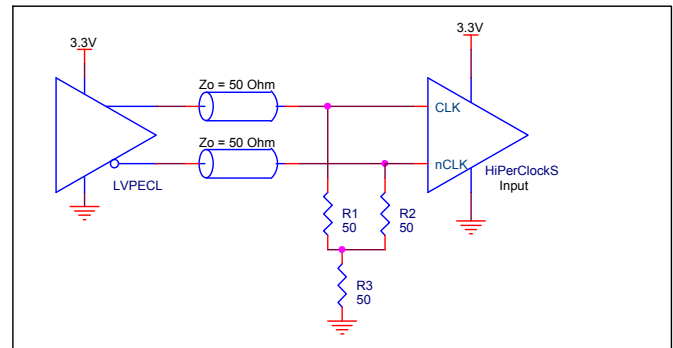 3.3V
3.3V
Zo = 50 Ohm
CLK
Zo = 50 Ohm
nCLK
HiPerClockS
Input
LVPECL
R1
50
R2
50
R3
50